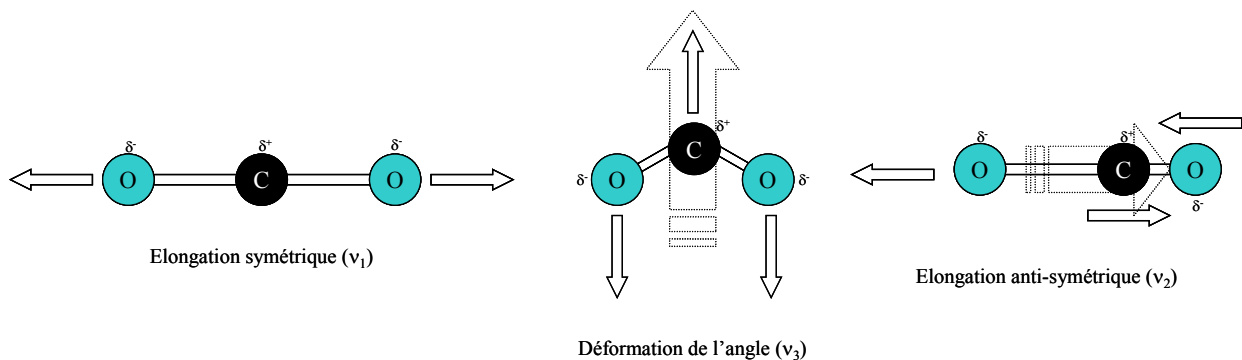 δ- δ+ δ-
O C O
Elongation symétrique (ν1)
δ+
C
δ- O O δ-
Déformation de l'angle (ν3)
δ- δ+
O C O
δ-
Elongation anti-symétrique (ν2)